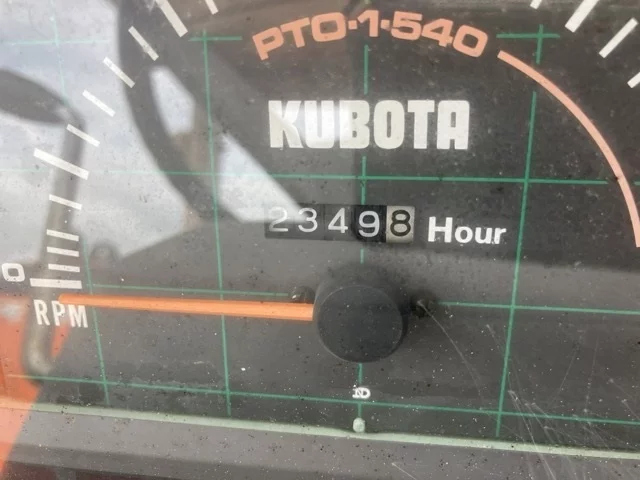 PTO-1-540
KUBOTA
23498 Hour
0
RPM